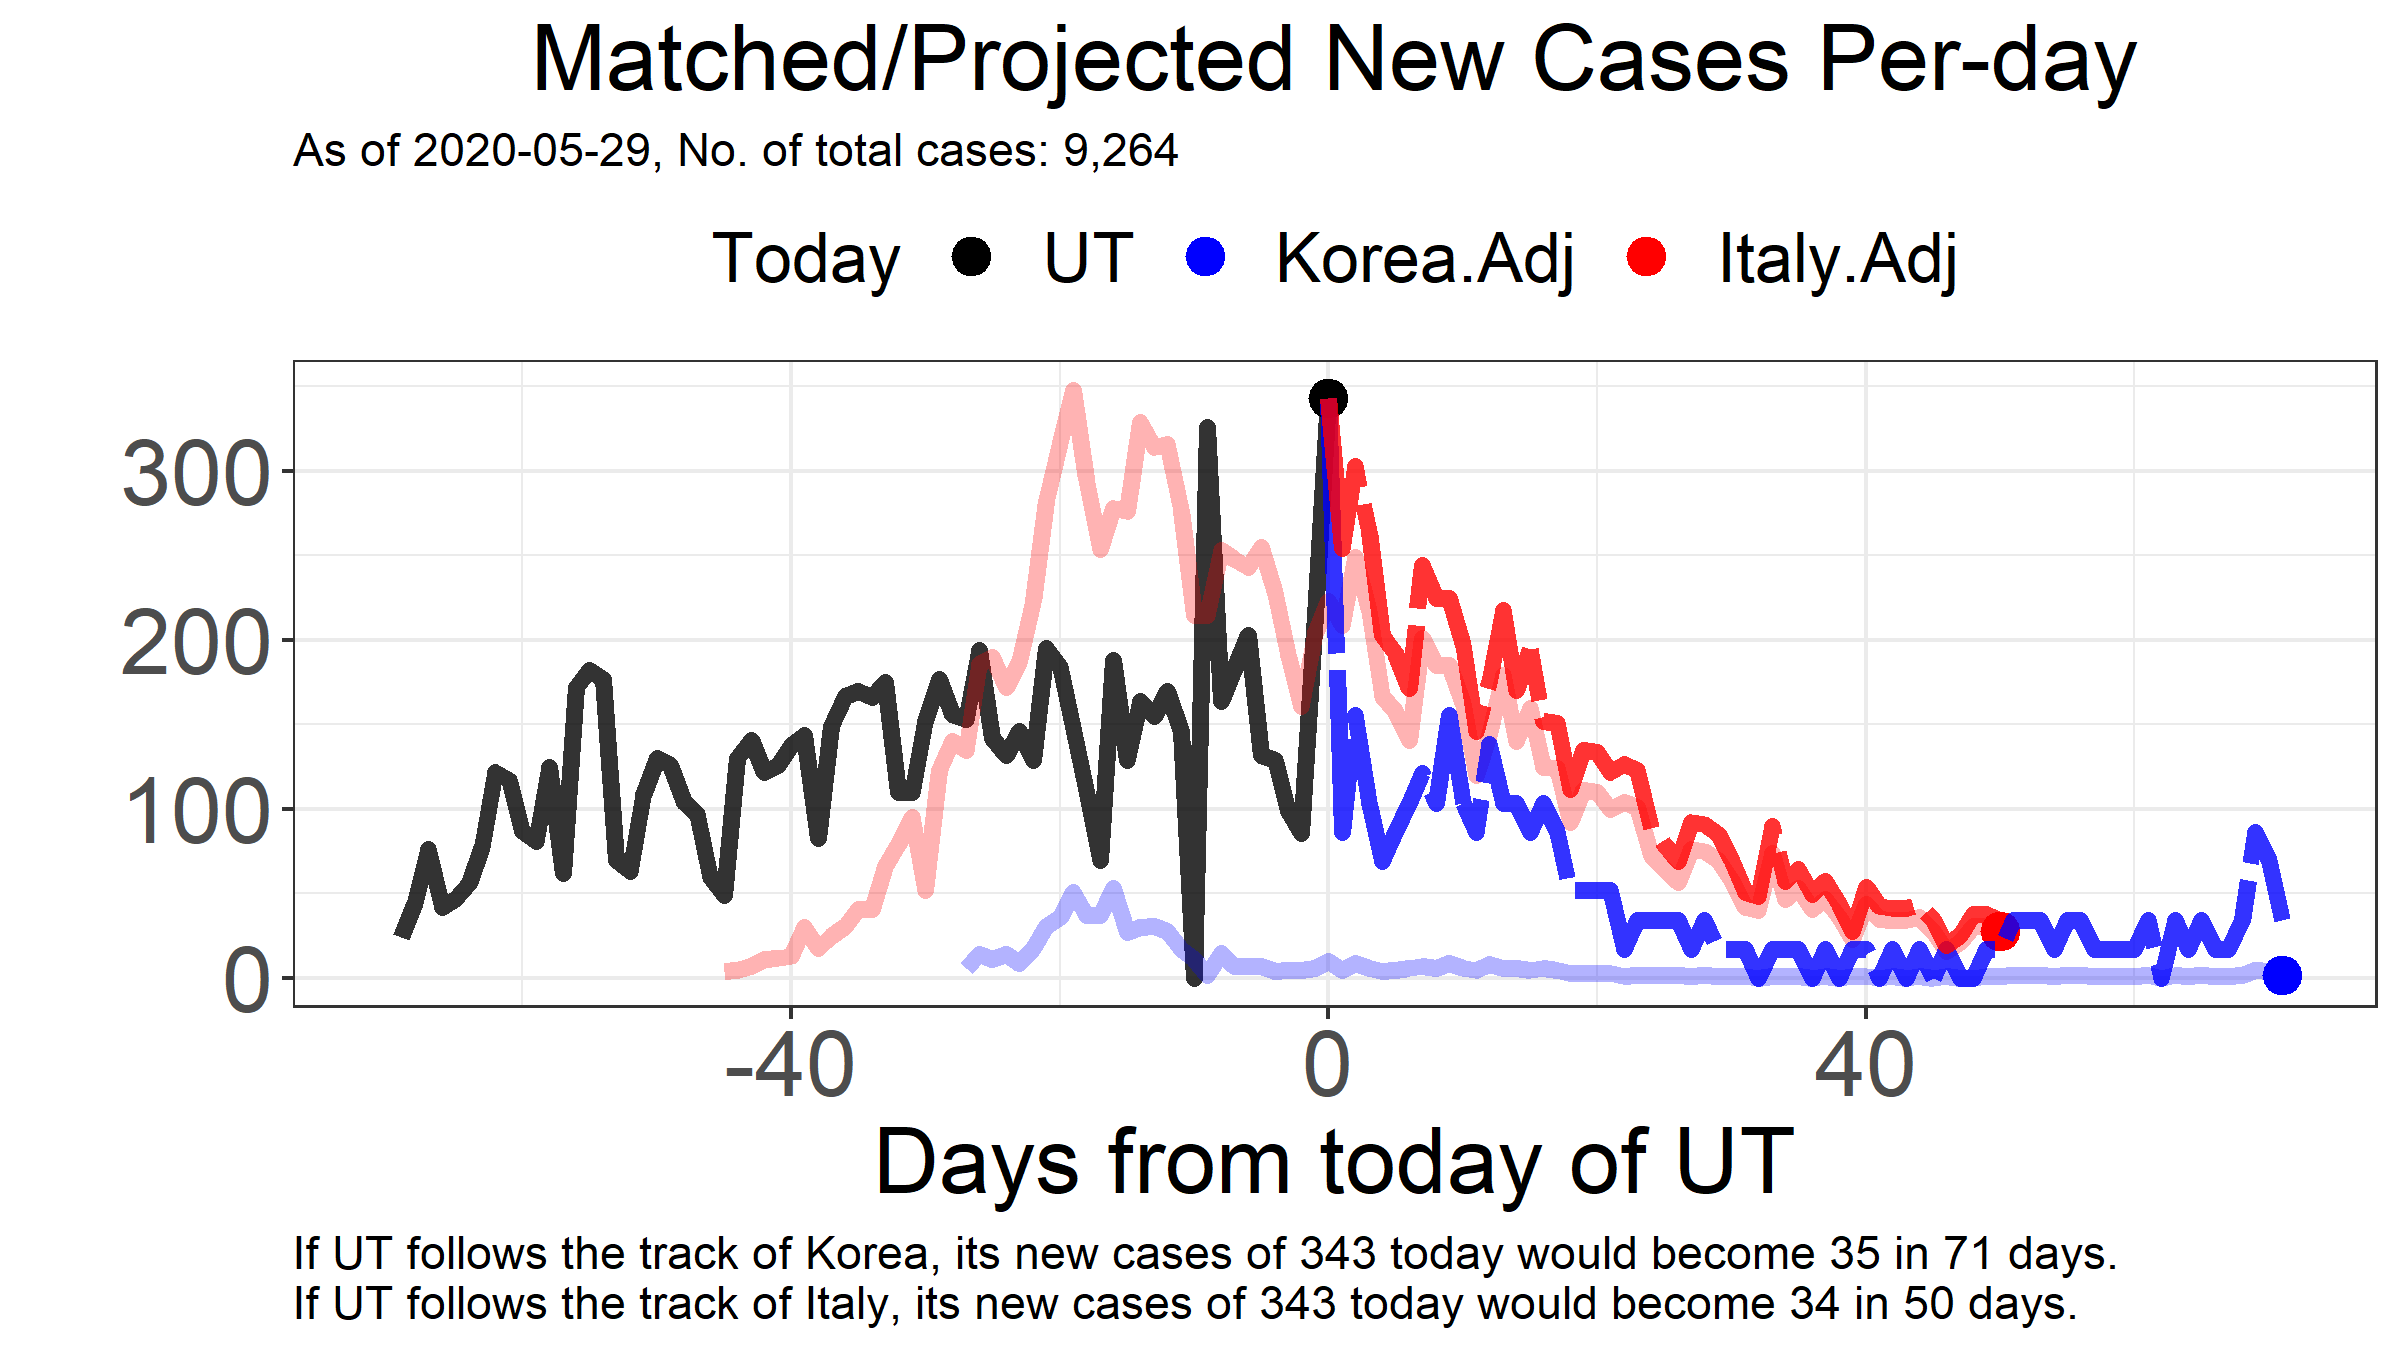 Matched/Projected New Cases Per-day
As of 2020-05-29, No. of total cases: 9,264
Today UT Korea.Adj Italy.Adj
300
200
100
0
-40 0 40
Days from today of UT
If UT follows the track of Korea, its new cases of 343 today would become 35 in 71 days.
If UT follows the track of Italy, its new cases of 343 today would become 34 in 50 days.